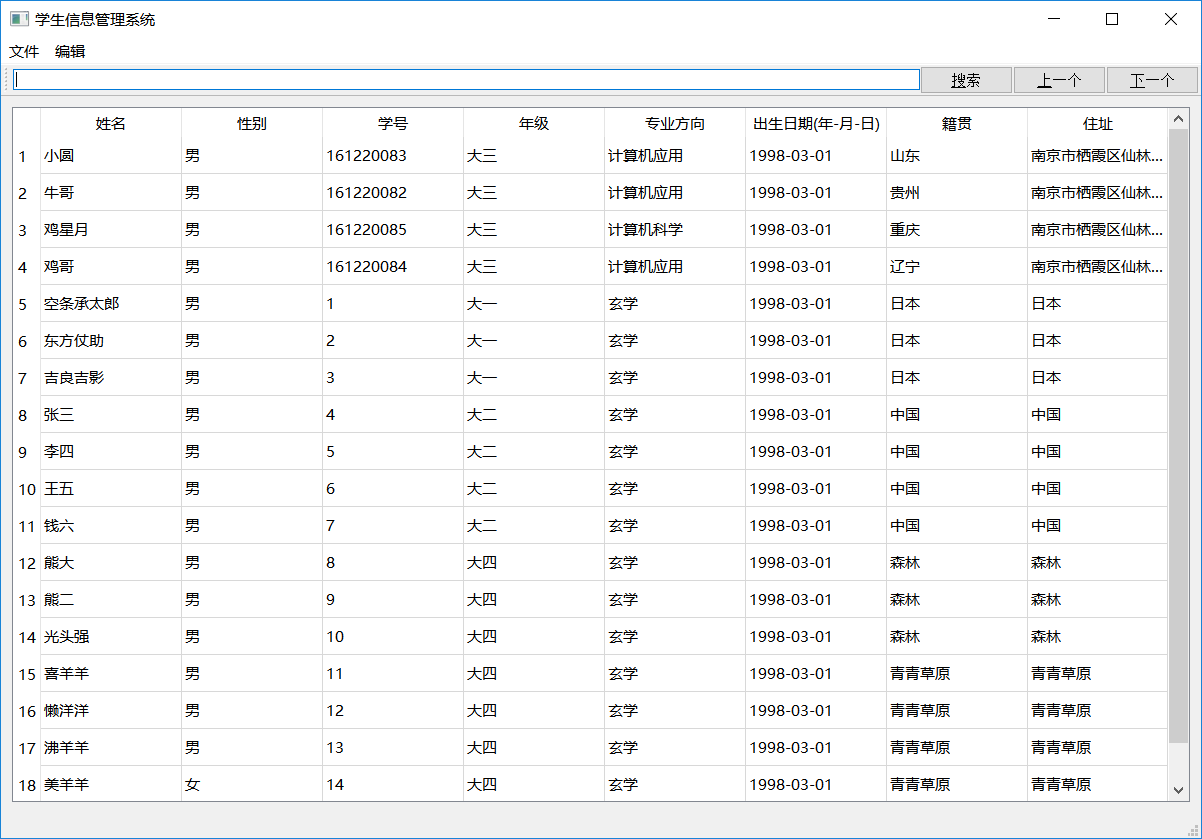 学生信息管理系统
文件 编辑
搜索 上一个 下一个
姓名 性别 学号 年级 专业方向 出生日期(年-月-日) 籍贯 住址
1 小圆 男 161220083 大三 计算机应用 1998-03-01 山东 南京市栖霞区仙林...
2 牛哥 男 161220082 大三 计算机应用 1998-03-01 贵州 南京市栖霞区仙林...
3 鸡星月 男 161220085 大三 计算机科学 1998-03-01 重庆 南京市栖霞区仙林...
4 鸡哥 男 161220084 大三 计算机应用 1998-03-01 辽宁 南京市栖霞区仙林...
5 空条承太郎 男 1 大一 玄学 1998-03-01 日本 日本
6 东方仗助 男 2 大一 玄学 1998-03-01 日本 日本
7 吉良吉影 男 3 大一 玄学 1998-03-01 日本 日本
8 张三 男 4 大二 玄学 1998-03-01 中国 中国
9 李四 男 5 大二 玄学 1998-03-01 中国 中国
10 王五 男 6 大二 玄学 1998-03-01 中国 中国
11 钱六 男 7 大二 玄学 1998-03-01 中国 中国
12 熊大 男 8 大四 玄学 1998-03-01 森林 森林
13 熊二 男 9 大四 玄学 1998-03-01 森林 森林
14 光头强 男 10 大四 玄学 1998-03-01 森林 森林
15 喜羊羊 男 11 大四 玄学 1998-03-01 青青草原 青青草原
16 懒洋洋 男 12 大四 玄学 1998-03-01 青青草原 青青草原
17 沸羊羊 男 13 大四 玄学 1998-03-01 青青草原 青青草原
18 美羊羊 女 14 大四 玄学 1998-03-01 青青草原 青青草原